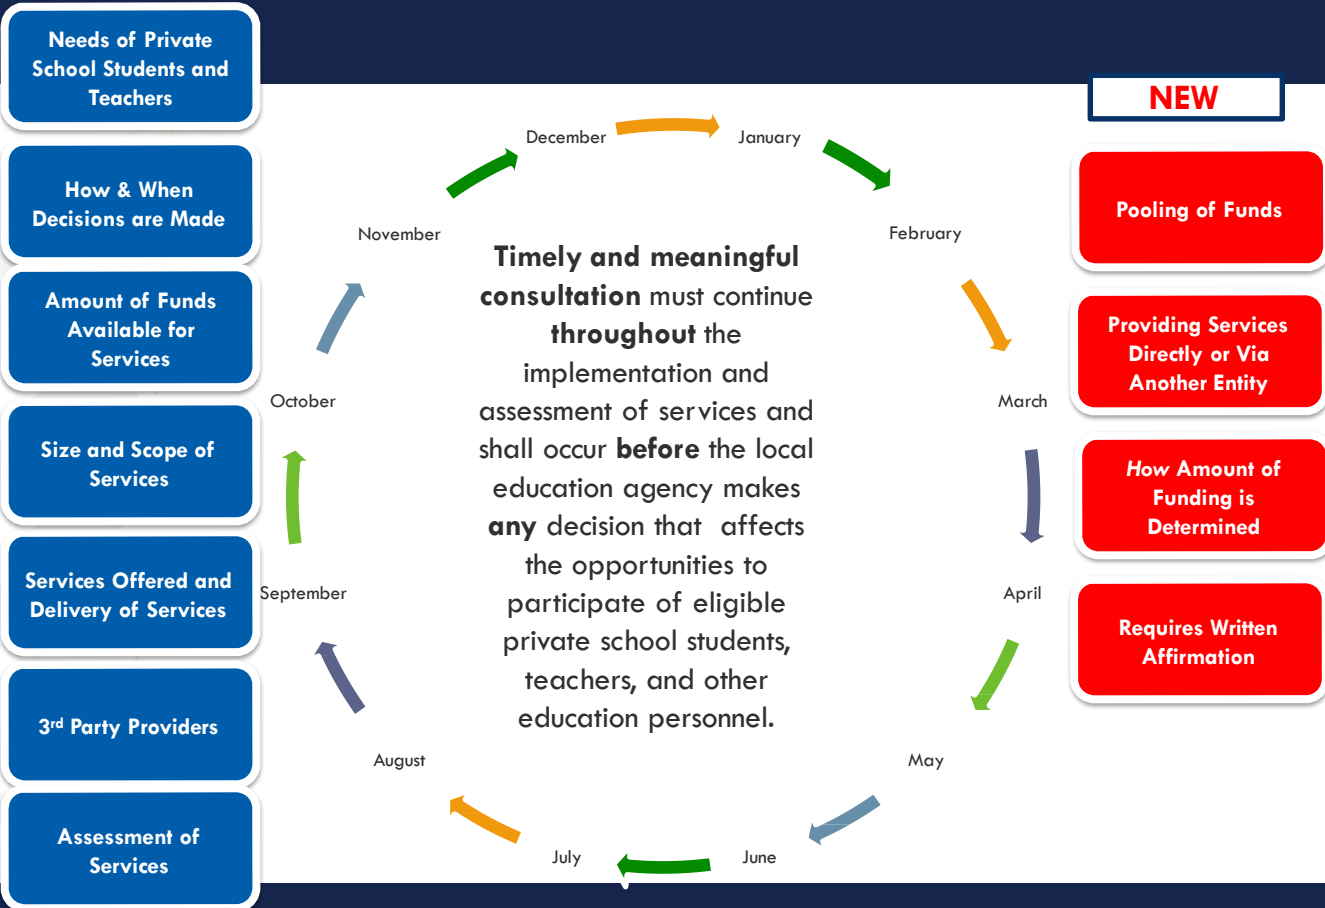 Needs of Private
School Students and
Teachers
How & When
Decisions are Made
Amount of Funds
Available for
Services
Size and Scope of
Services
Services Offered and
Delivery of Services
3rd Party Providers
Assessment of
Services
December
January
February
March
April
May
June
July
August
September
October
November
Timely and meaningful
consultation must continue
throughout the
implementation and
assessment of services and
shall occur before the local
education agency makes
any decision that affects
the opportunities to
participate of eligible
private school students,
teachers, and other
education personnel.
NEW
Pooling of Funds
Providing Services
Directly or Via
Another Entity
How Amount of
Funding is
Determined
Requires Written
Affirmation